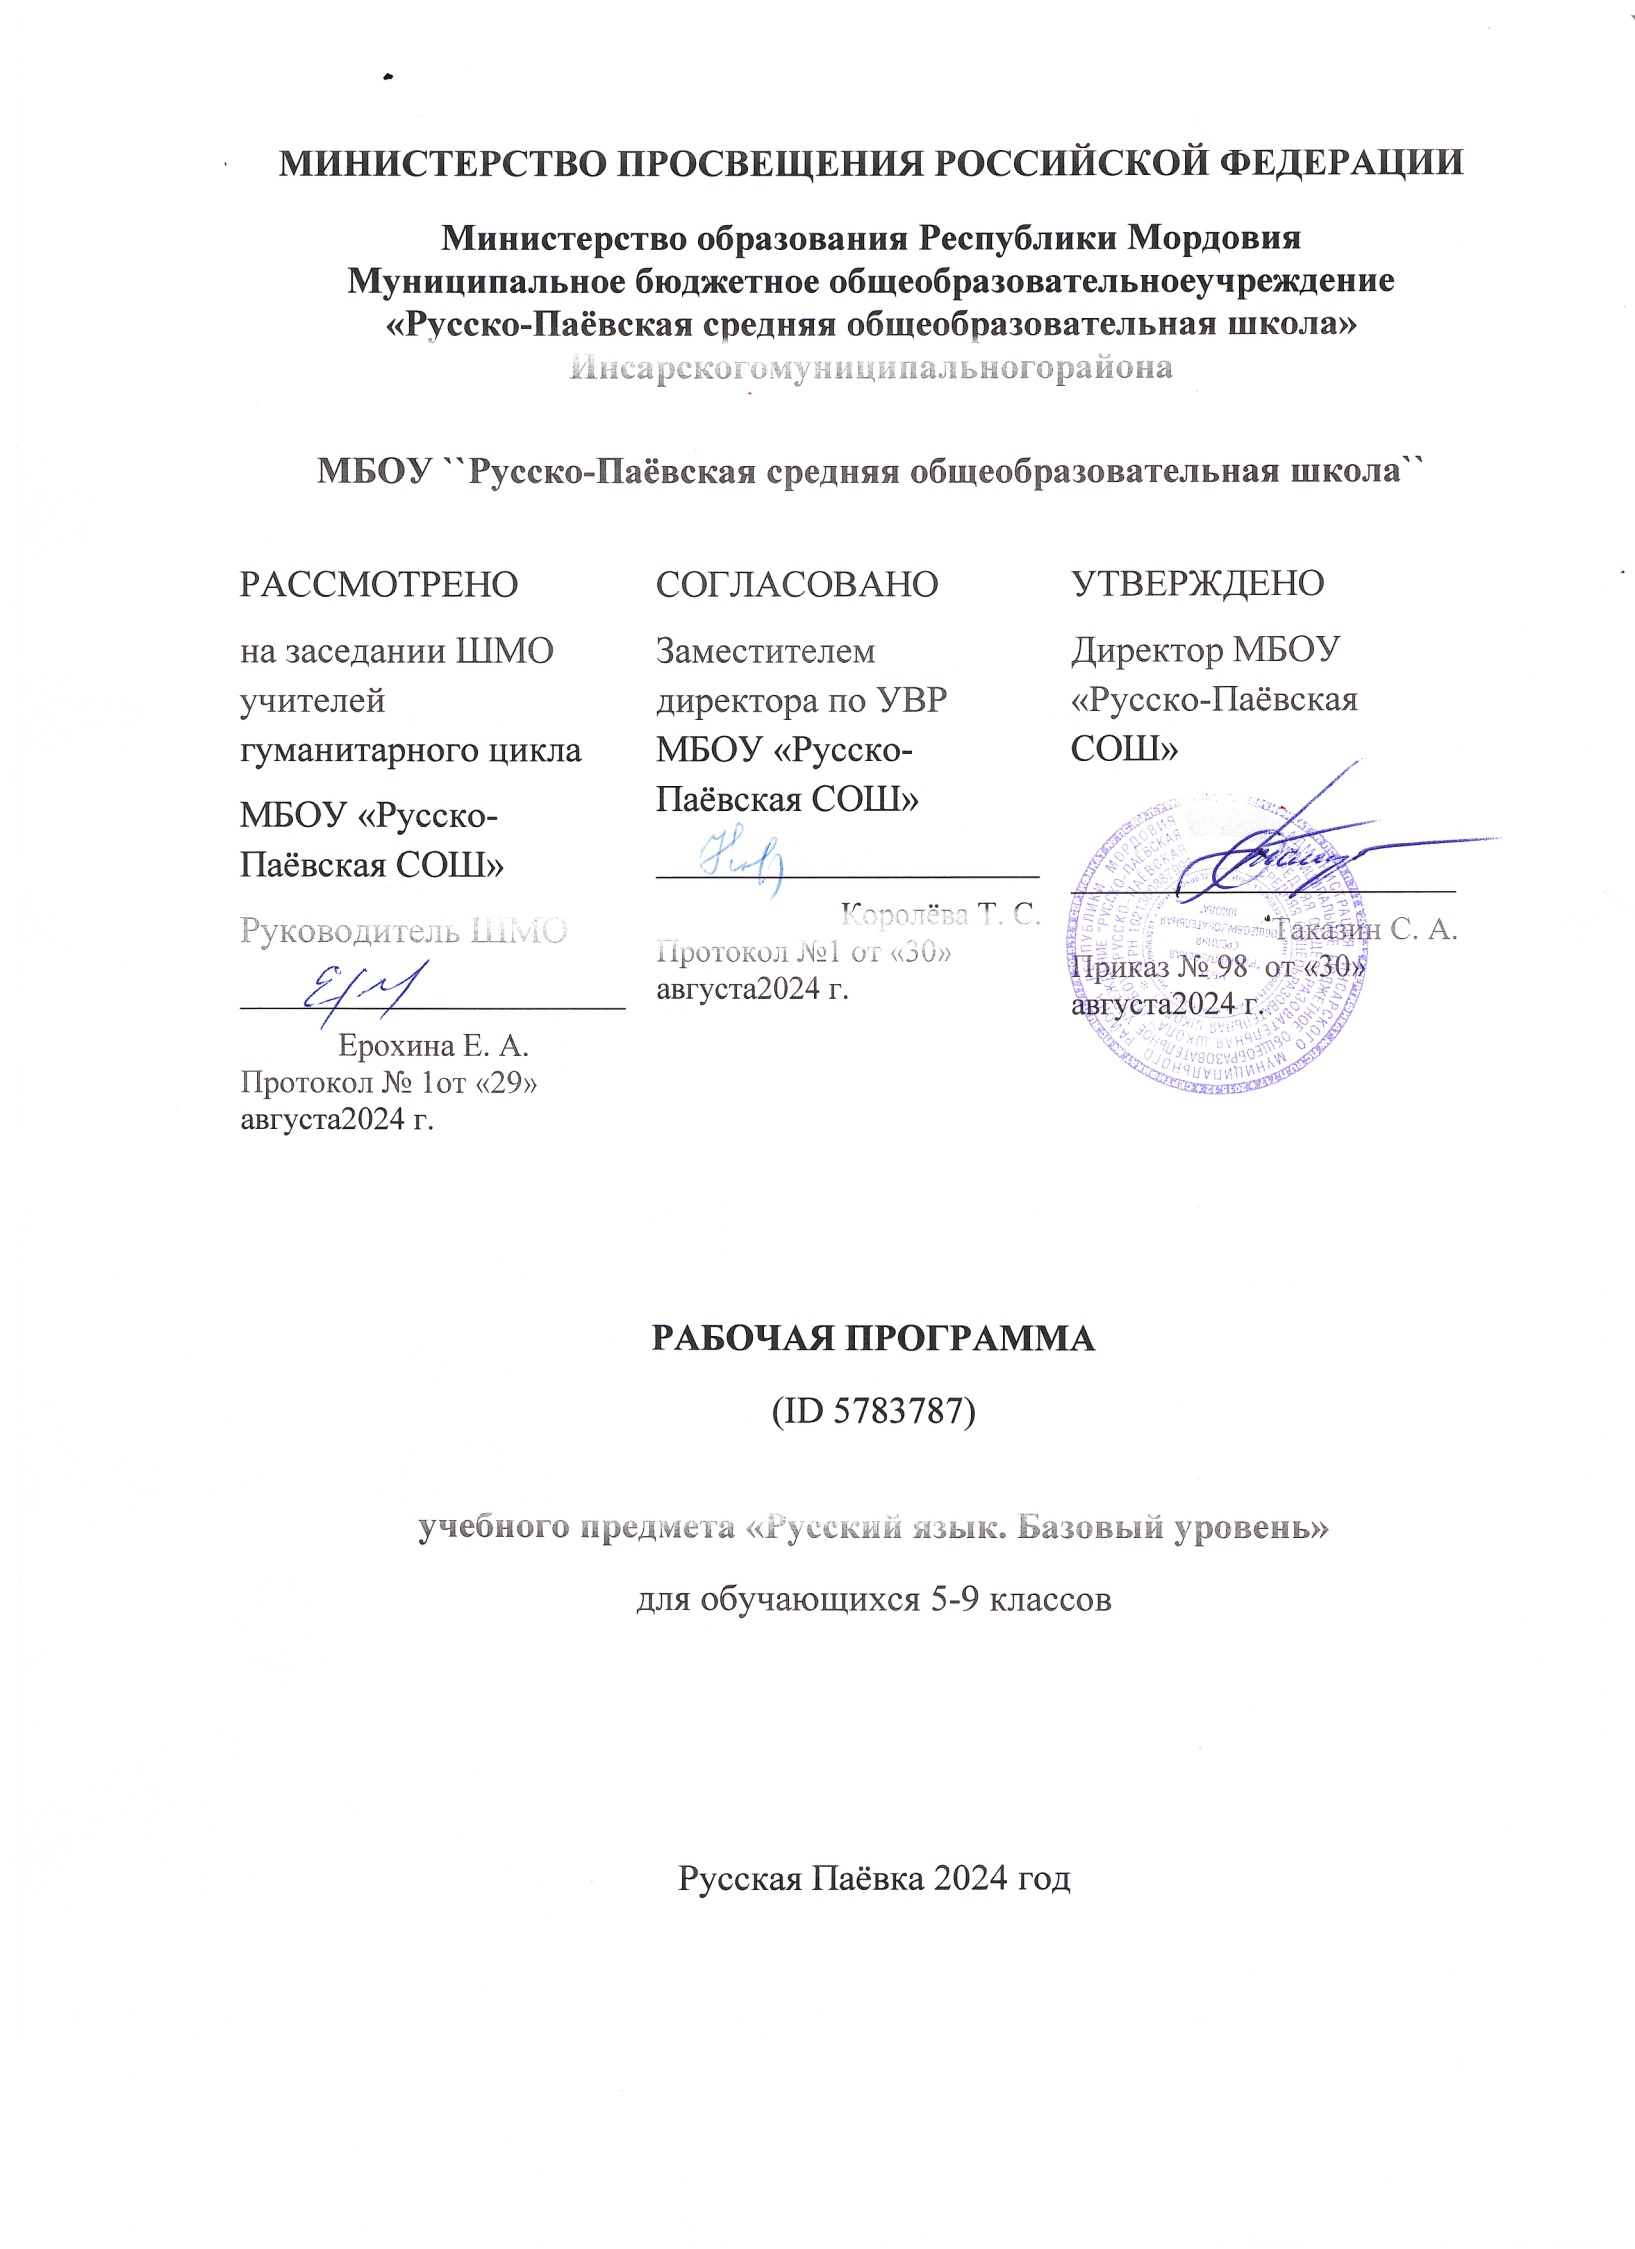 МИНИСТЕРСТВО ПРОСВЕЩЕНИЯ РОССИЙСКОЙ ФЕДЕРАЦИИ
Министерство образования Республики Мордовия
Муниципальное бюджетное общеобразовательноеучреждение
«Русско-Паёвская средняя общеобразовательная школа»
Инсарскогомуниципальногорайона
МБОУ ``Русско-Паёвская средняя общеобразовательная школа``
РАССМОТРЕНО
на заседании ШМО
учителей
гуманитарного цикла
МБОУ «Русско-
Паёвская СОШ»
Руководитель ШМО
Ерохина Е. А.
Протокол № 1от «29»
августа2024 г.
СОГЛАСОВАНО
Заместителем
директора по УВР
МБОУ «Русско-
Паёвская СОШ»
Королёва Т. С.
Протокол №1 от «30»
августа2024 г.
УТВЕРЖДЕНО
Директор МБОУ
«Русско-Паёвская
СОШ»
Таказин С. А.
Приказ № 98 от «30»
августа2024 г.
РАБОЧАЯ ПРОГРАММА
(ID 5783787)
учебного предмета «Русский язык. Базовый уровень»
для обучающихся 5-9 классов
Русская Паёвка 2024 год